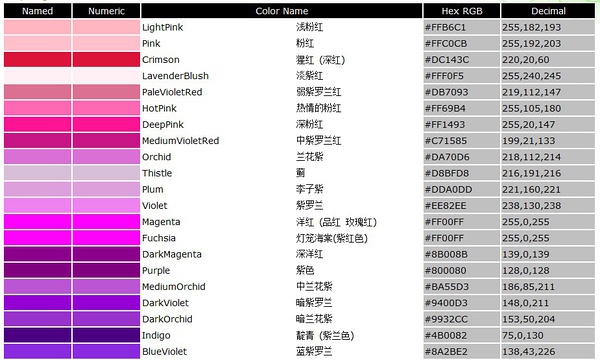 Named Numeric Color Name Hex RGB Decimal
LightPink 浅粉红 #FFB6C1 255,182,193
Pink 粉红 #FFC0CB 255,192,203
Crimson 猩红 (深红) #DC143C 220,20,60
LavenderBlush 淡紫红 #FFF0F5 255,240,245
PaleVioletRed 弱紫罗兰红 #DB7093 219,112,147
HotPink 热情的粉红 #FF69B4 255,105,180
DeepPink 深粉红 #FF1493 255,20,147
MediumVioletRed 中紫罗兰红 #C71585 199,21,133
Orchid 兰花紫 #DA70D6 218,112,214
Thistle 蓟 #D8BFD8 216,191,216
Plum 李子紫 #DDA0DD 221,160,221
Violet 紫罗兰 #EE82EE 238,130,238
Magenta 洋红 (品红 玫瑰红) #FF00FF 255,0,255
Fuchsia 灯笼海棠(紫红色) #FF00FF 255,0,255
DarkMagenta 深洋红 #8B008B 139,0,139
Purple 紫色 #800080 128,0,128
MediumOrchid 中兰花紫 #BA55D3 186,85,211
DarkViolet 暗紫罗兰 #9400D3 148,0,211
DarkOrchid 暗兰花紫 #9932CC 153,50,204
Indigo 靛青 (紫兰色) #4B0082 75,0,130
BlueViolet 蓝紫罗兰 #8A2BE2 138,43,226